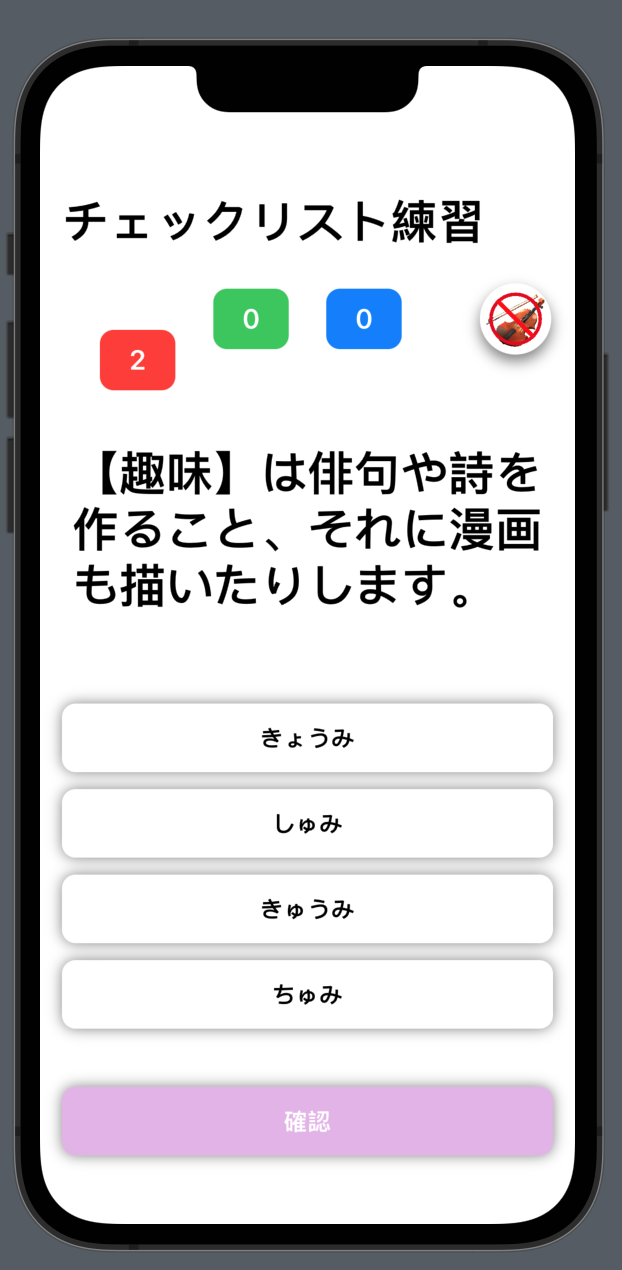 チェックリスト練習
0 0
2
【趣味】は俳句や詩を
作ること、それに漫画
も描いたりします。
きょうみ
しゅみ
きゅうみ
ちゅみ
確認